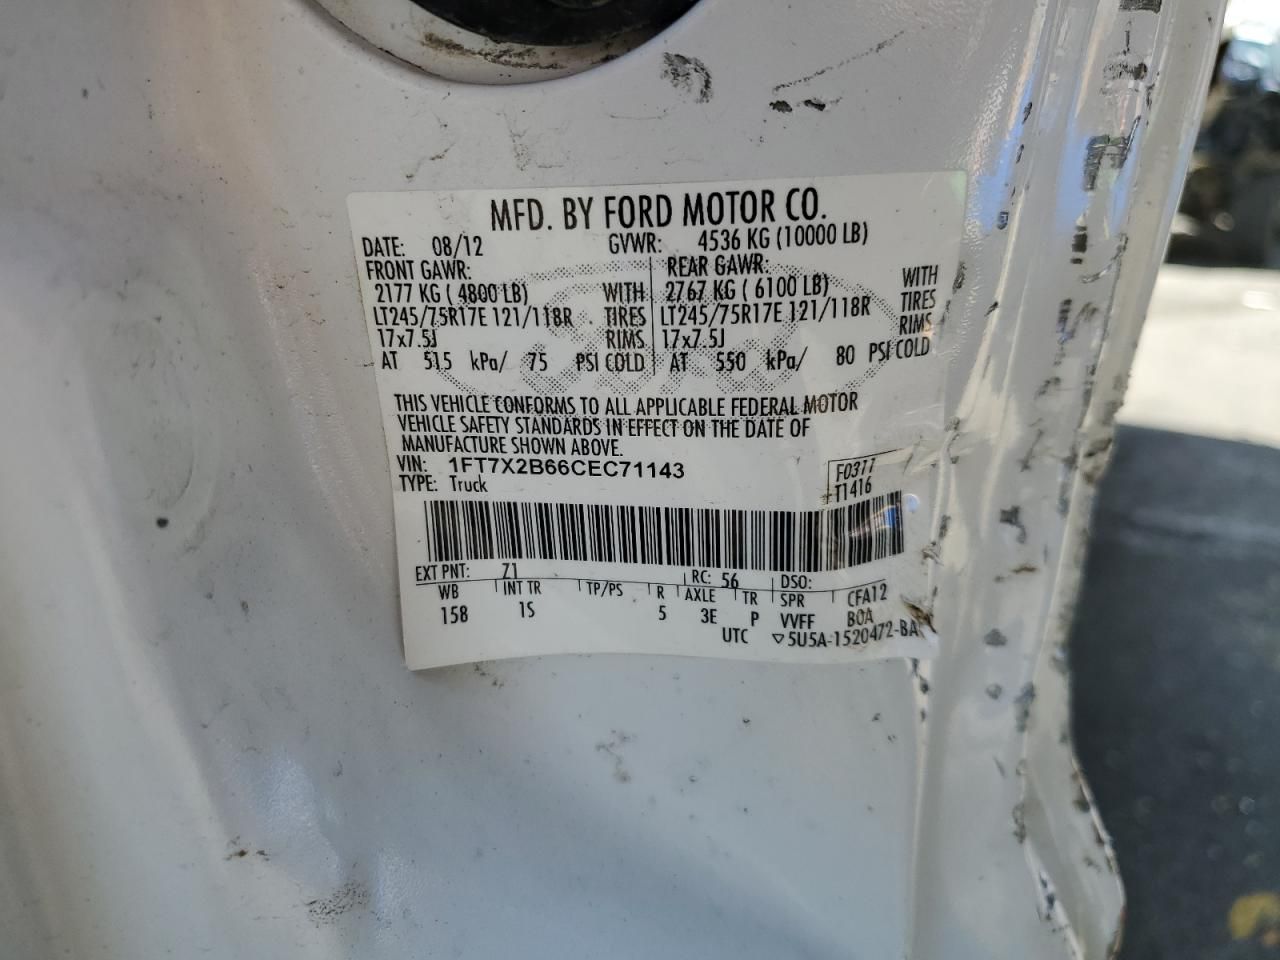 MFD. BY FORD MOTOR CO.
DATE: 08/12 GVWR: 4536 KG (10000 LB)
FRONT GAWR: REAR GAWR:
2177 KG ( 4800 LB) WITH 2767 KG ( 6100 LB) WITH
LT245/75R17E 121/118R TIRES LT245/75R17E 121/118R TIRES
17x7.5J RIMS 17x7.5J RIMS
AT 515 kPa/ 75 PSI COLD AT 550 kPa/ 80 PSI COLD
THIS VEHICLE CONFORMS TO ALL APPLICABLE FEDERAL MOTOR
VEHICLE SAFETY STANDARDS IN EFFECT ON THE DATE OF
MANUFACTURE SHOWN ABOVE.
VIN: 1FT7X2B66CEC71143 F0317
TYPE: Truck T1416
EXT PNT: Z1 RC: 56 DSO:
WB INT TR TP/PS R AXLE TR SPR CFA12
158 1S 5 3E P VVFF BOA
UTC ▽5U5A-1520472-BA